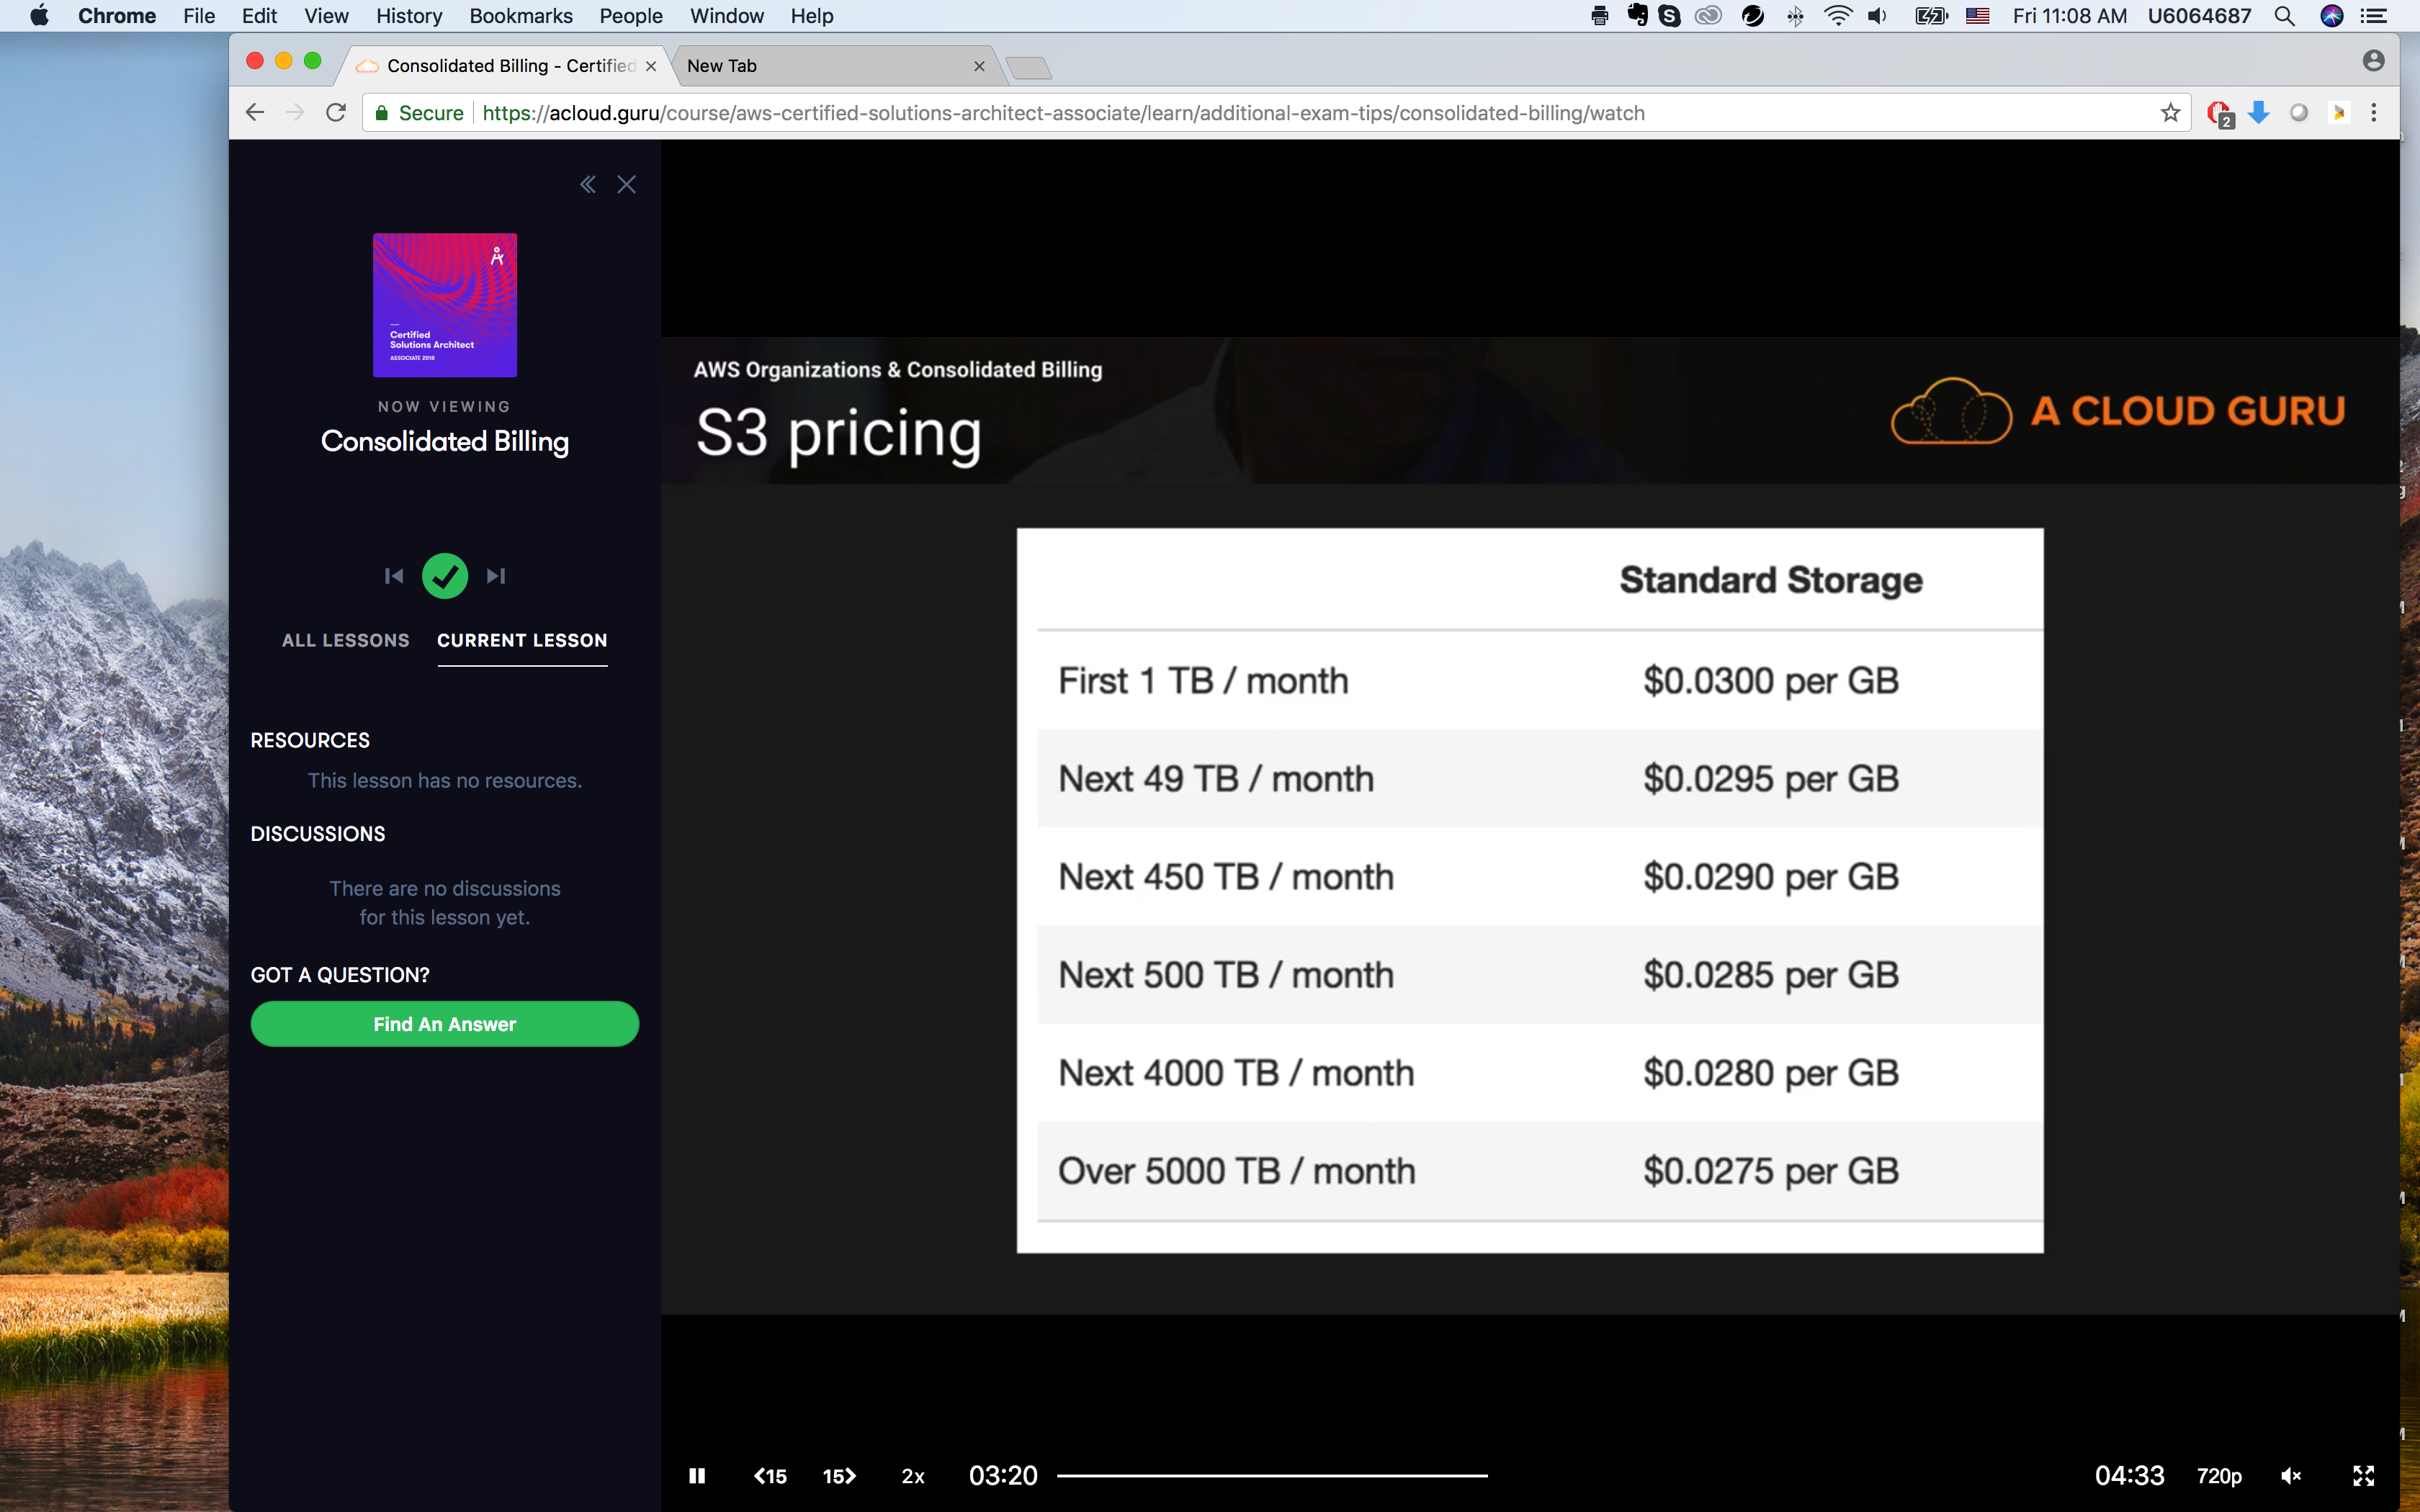 Chrome File Edit View History Bookmarks People Window Help Fri 11:08 AM U6064687
Consolidated Billing - Certified New Tab
Secure https://acloud.guru/course/aws-certified-solutions-architect-associate/learn/additional-exam-tips/consolidated-billing/watch 2
Certified
Solutions Architect
ASSOCIATE 2018
NOW VIEWING
Consolidated Billing
ALL LESSONS CURRENT LESSON
RESOURCES
This lesson has no resources.
DISCUSSIONS
There are no discussions
for this lesson yet.
GOT A QUESTION?
Find An Answer
AWS Organizations & Consolidated Billing
S3 pricing
A CLOUD GURU
Standard Storage
First 1 TB / month $0.0300 per GB
Next 49 TB / month $0.0295 per GB
Next 450 TB / month $0.0290 per GB
Next 500 TB / month $0.0285 per GB
Next 4000 TB / month $0.0280 per GB
Over 5000 TB / month $0.0275 per GB
<15 15> 2x 03:20 04:33 720p